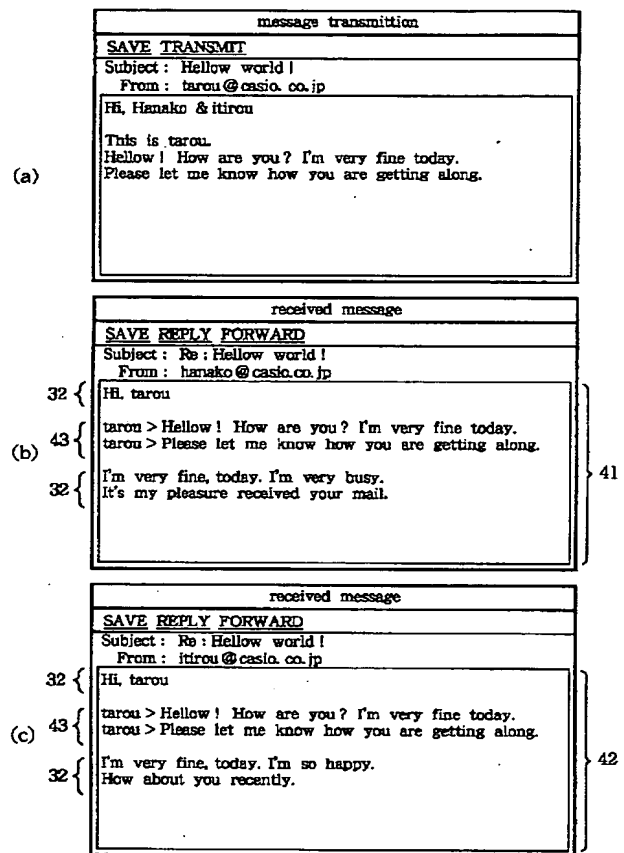 message transmittion
SAVE TRANSMIT
Subject : Hellow world !
From : tarou@casio. co. jp
Hi, Hanako & itirou
This is tarou.
Hellow ! How are you ? I'm very fine today.
Please let me know how you are getting along.
(a)
received message
SAVE REPLY FORWARD
Subject : Re : Hellow world !
From : hanako@casio.co. jp
32 { Hi, tarou
43 { tarou > Hellow ! How are you ? I'm very fine today.
tarou > Please let me know how you are getting along.
(b)
32 { I'm very fine, today. I'm very busy.
It's my pleasure received your mail.
41
received message
SAVE REPLY FORWARD
Subject : Re : Hellow world !
From : itirou@casio. co. jp
32 { Hi, tarou
43 { tarou > Hellow ! How are you ? I'm very fine today.
tarou > Please let me know how you are getting along.
(c)
32 { I'm very fine, today. I'm so happy.
How about you recently.
42